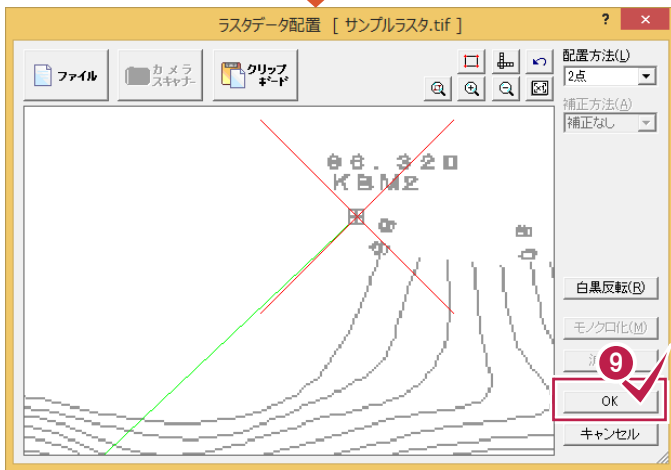 ラスタデータ配置 [ サンプルラスタ.tif ]
? ×
ファイル
カメラ
スキャナー
クリップ
ボード
配置方法(L)
2点
補正方法(A)
補正なし
96.320
KBM2
白黒反転(R)
モノクロ化(M)
9
OK
キャンセル